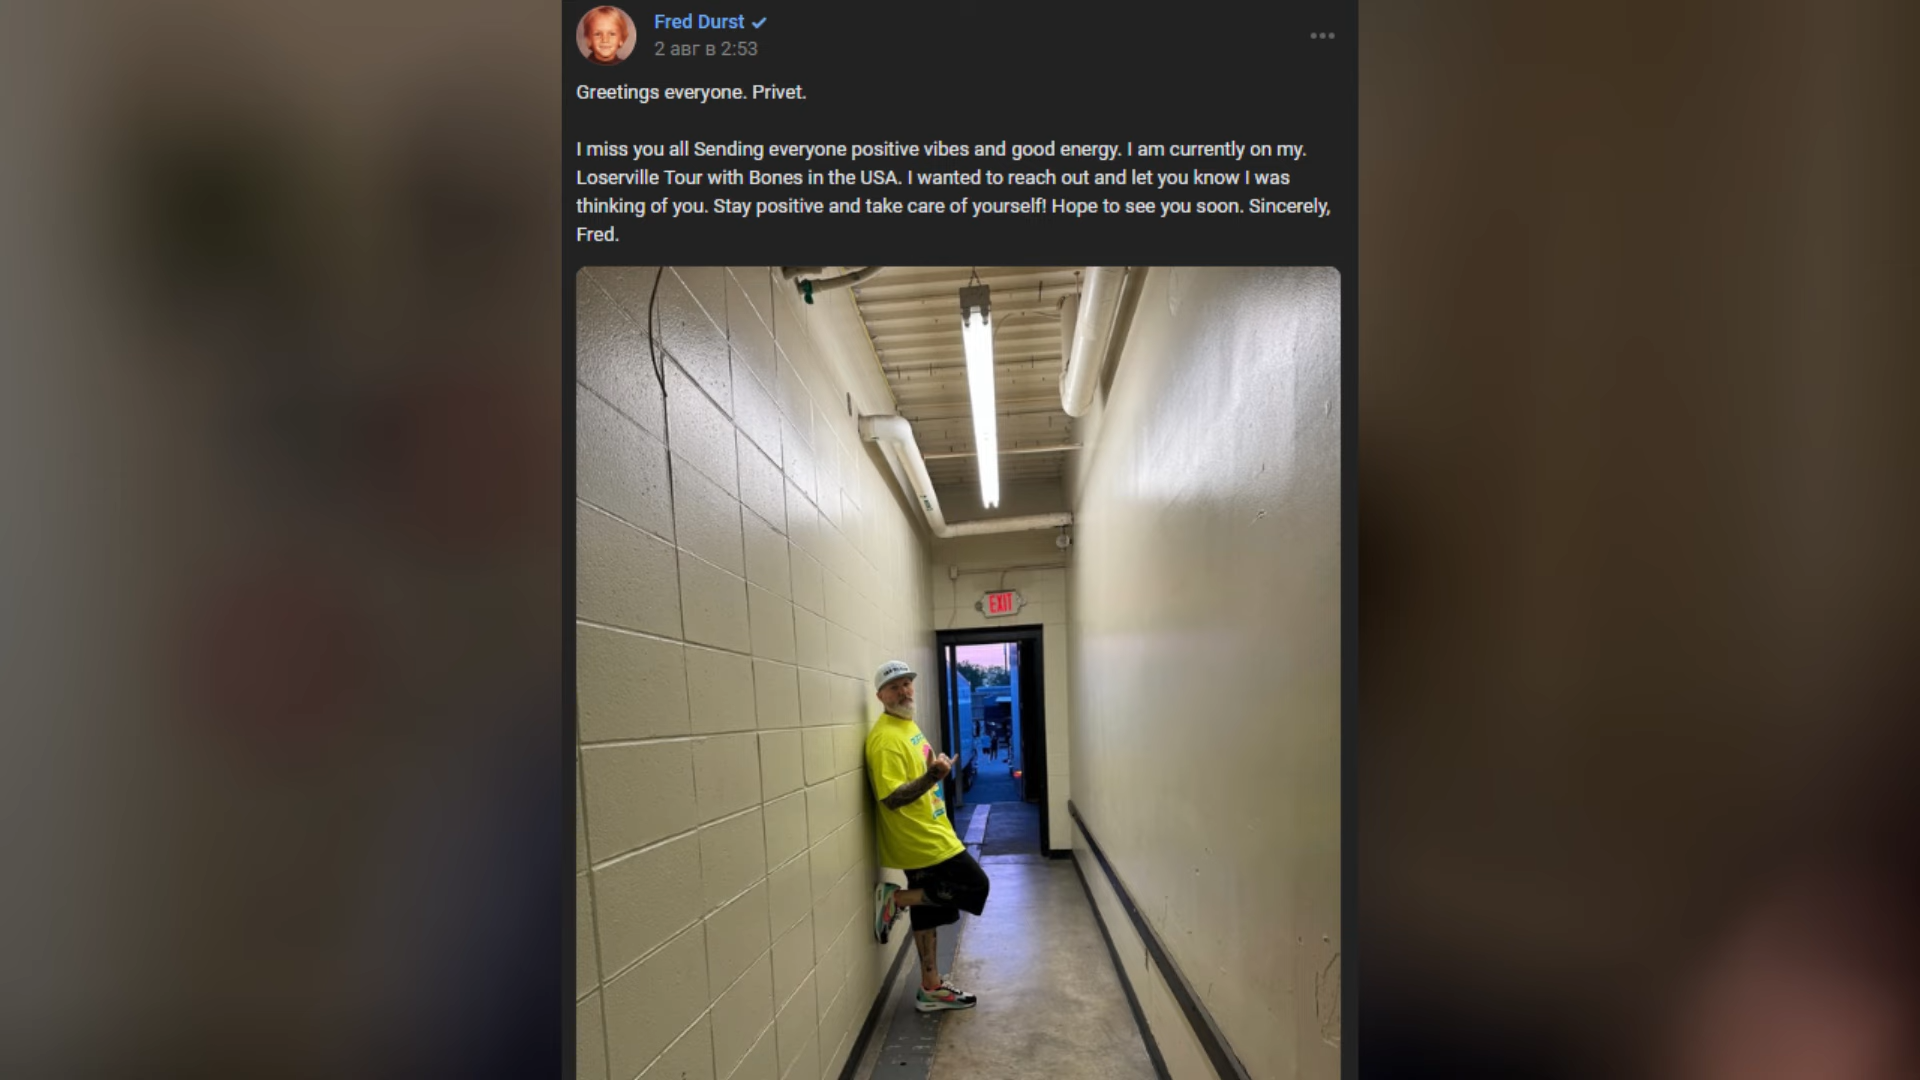 Fred Durst
2 авг в 2:53
Greetings everyone. Privet.
I miss you all Sending everyone positive vibes and good energy. I am currently on my.
Loserville Tour with Bones in the USA. I wanted to reach out and let you know I was
thinking of you. Stay positive and take care of yourself! Hope to see you soon. Sincerely,
Fred.
EXIT